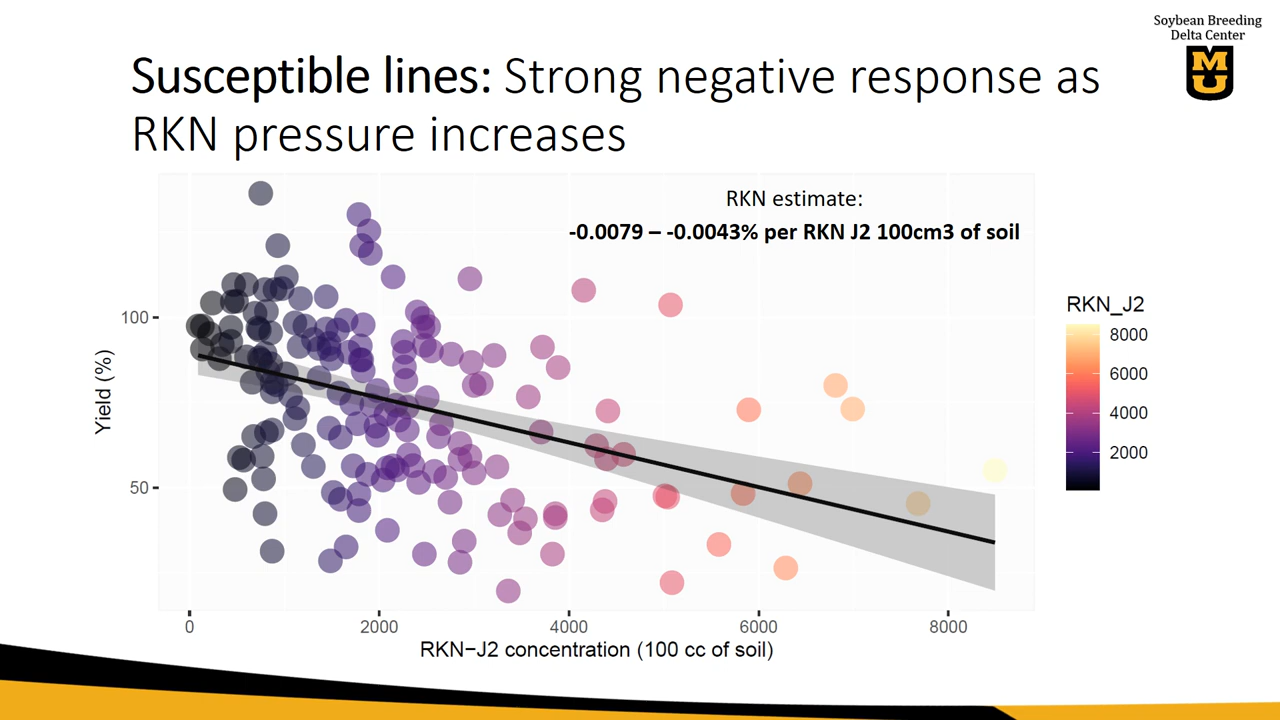 Soybean Breeding
Delta Center
MU
Susceptible lines: Strong negative response as
RKN pressure increases
RKN estimate:
-0.0079 – -0.0043% per RKN J2 100cm3 of soil
Yield (%)
100
50
0
2000
4000
6000
8000
RKN−J2 concentration (100 cc of soil)
RKN_J2
8000
6000
4000
2000